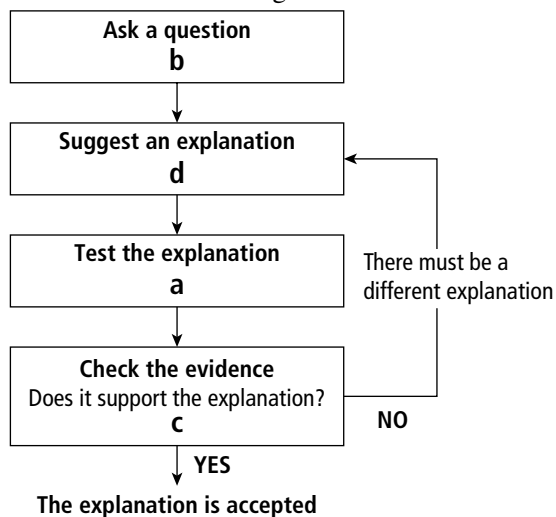 Ask a question
b
Suggest an explanation
d
Test the explanation
a
There must be a
different explanation
Check the evidence
Does it support the explanation?
c
NO
YES
The explanation is accepted